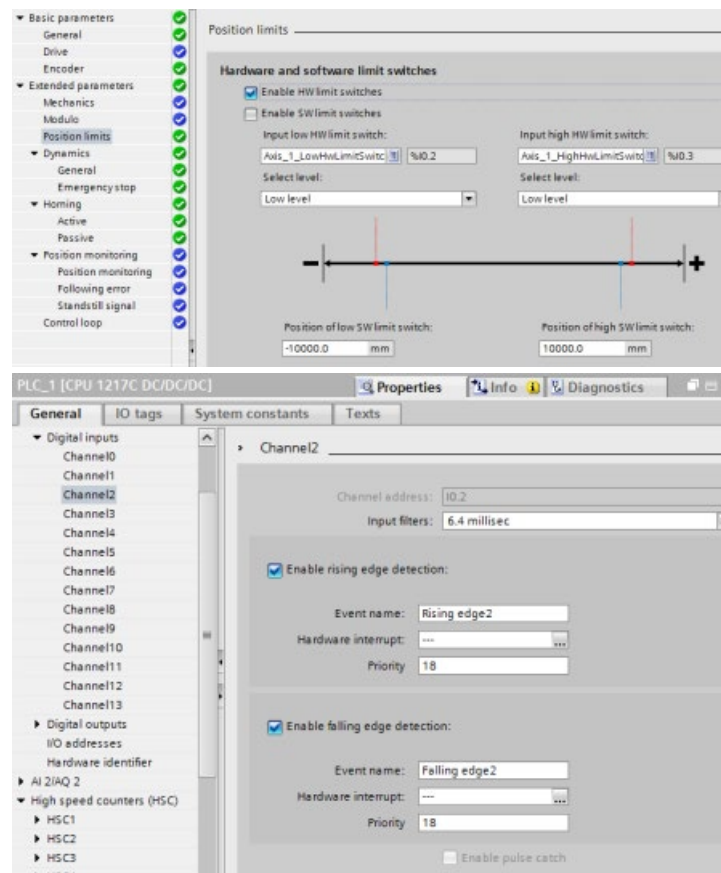 Basic parameters
General
Drive
Encoder
Extended parameters
Mechanics
Modulo
Position limits
Dynamics
General
Emergency stop
Homing
Active
Passive
Position monitoring
Position monitoring
Following error
Standstill signal
Control loop
Position limits
Hardware and software limit switches
Enable HW limit switches
Enable SW limit switches
Input low HW limit switch:
Input high HW limit switch:
Axis_1_LowHwLimitSwitc
%I0.2
Axis_1_HighHwLimitSwitc
%I0.3
Select level:
Select level:
Low level
Low level
Position of low SW limit switch:
Position of high SW limit switch:
-10000.0 mm
10000.0 mm
PLC_1 [CPU 1217C DC/DC/DC]
Properties
Info
Diagnostics
General
IO tags
System constants
Texts
Digital inputs
Channel0
Channel1
Channel2
Channel3
Channel4
Channel5
Channel6
Channel7
Channel8
Channel9
Channel10
Channel11
Channel12
Channel13
Digital outputs
I/O addresses
Hardware identifier
AI 2/AQ 2
High speed counters (HSC)
HSC1
HSC2
HSC3
Channel2
Channel address: I0.2
Input filters: 6.4 millisec
Enable rising edge detection:
Event name: Rising edge2
Hardware interrupt: --- ...
Priority 18
Enable falling edge detection:
Event name: Falling edge2
Hardware interrupt: --- ...
Priority 18
Enable pulse catch